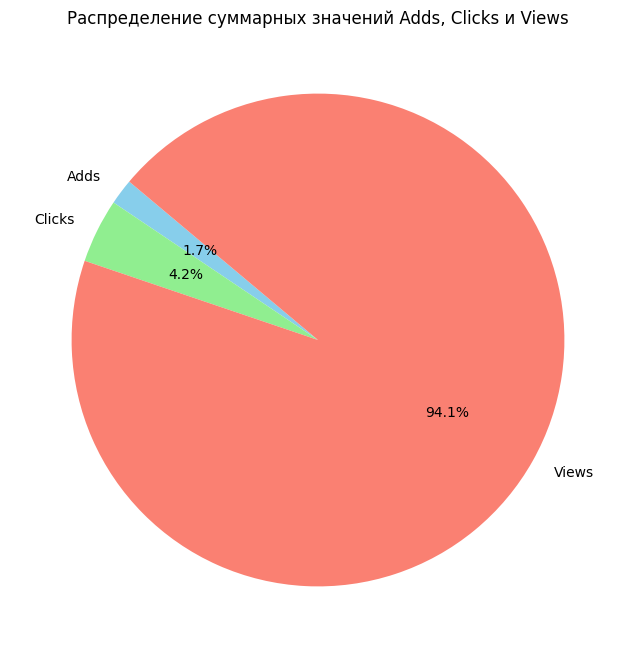 Распределение суммарных значений Adds, Clicks и Views
Adds
Clicks
1.7%
4.2%
94.1%
Views